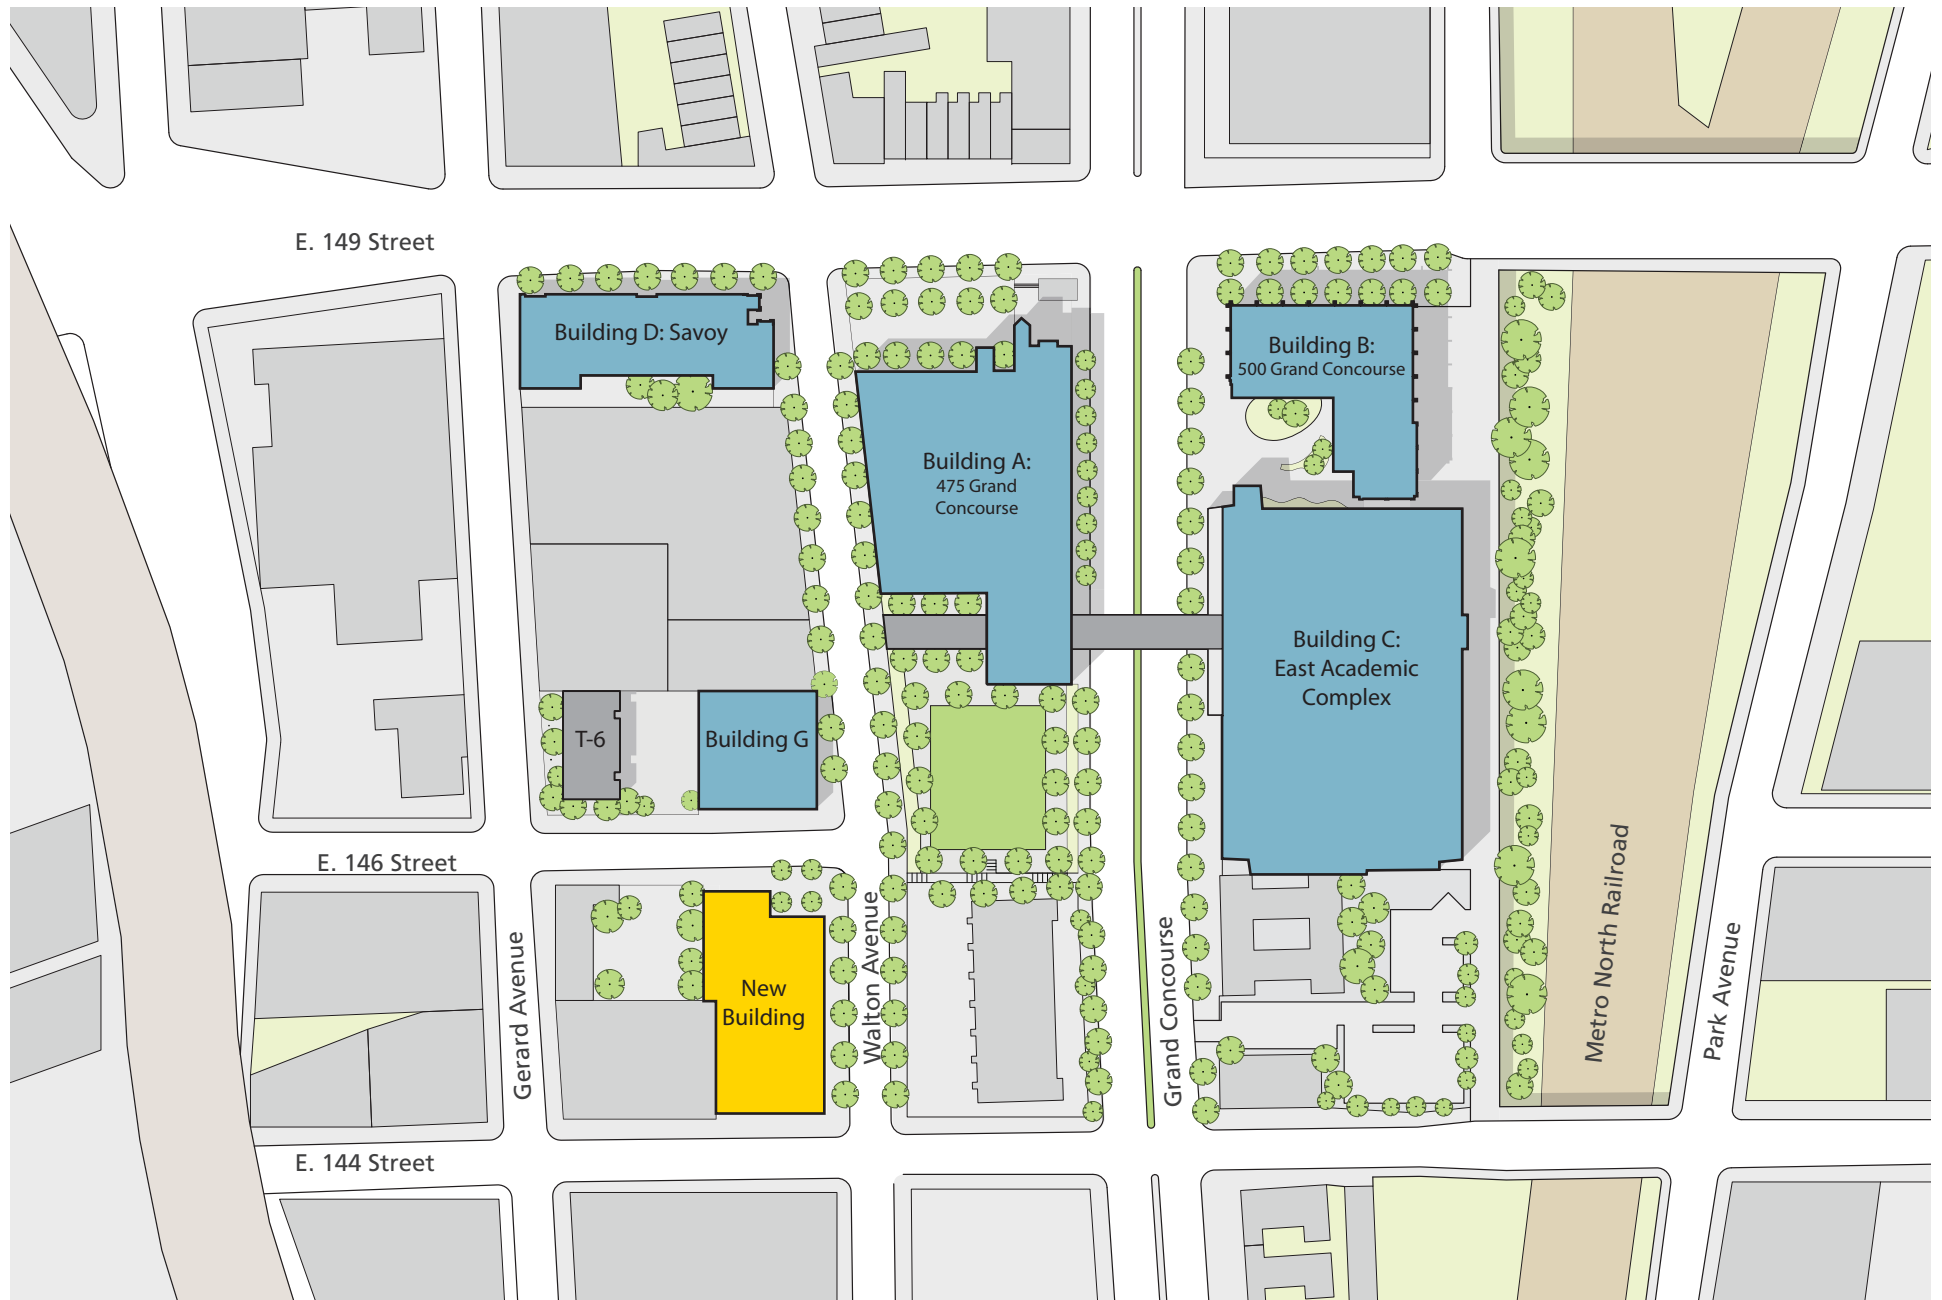 E. 149 Street
Building D: Savoy
Building B:
500 Grand Concourse
Building A:
475 Grand
Concourse
Building C:
East Academic
Complex
T-6
Building G
E. 146 Street
New
Building
Gerard Avenue
Walton Avenue
Grand Concourse
Metro North Railroad
Park Avenue
E. 144 Street